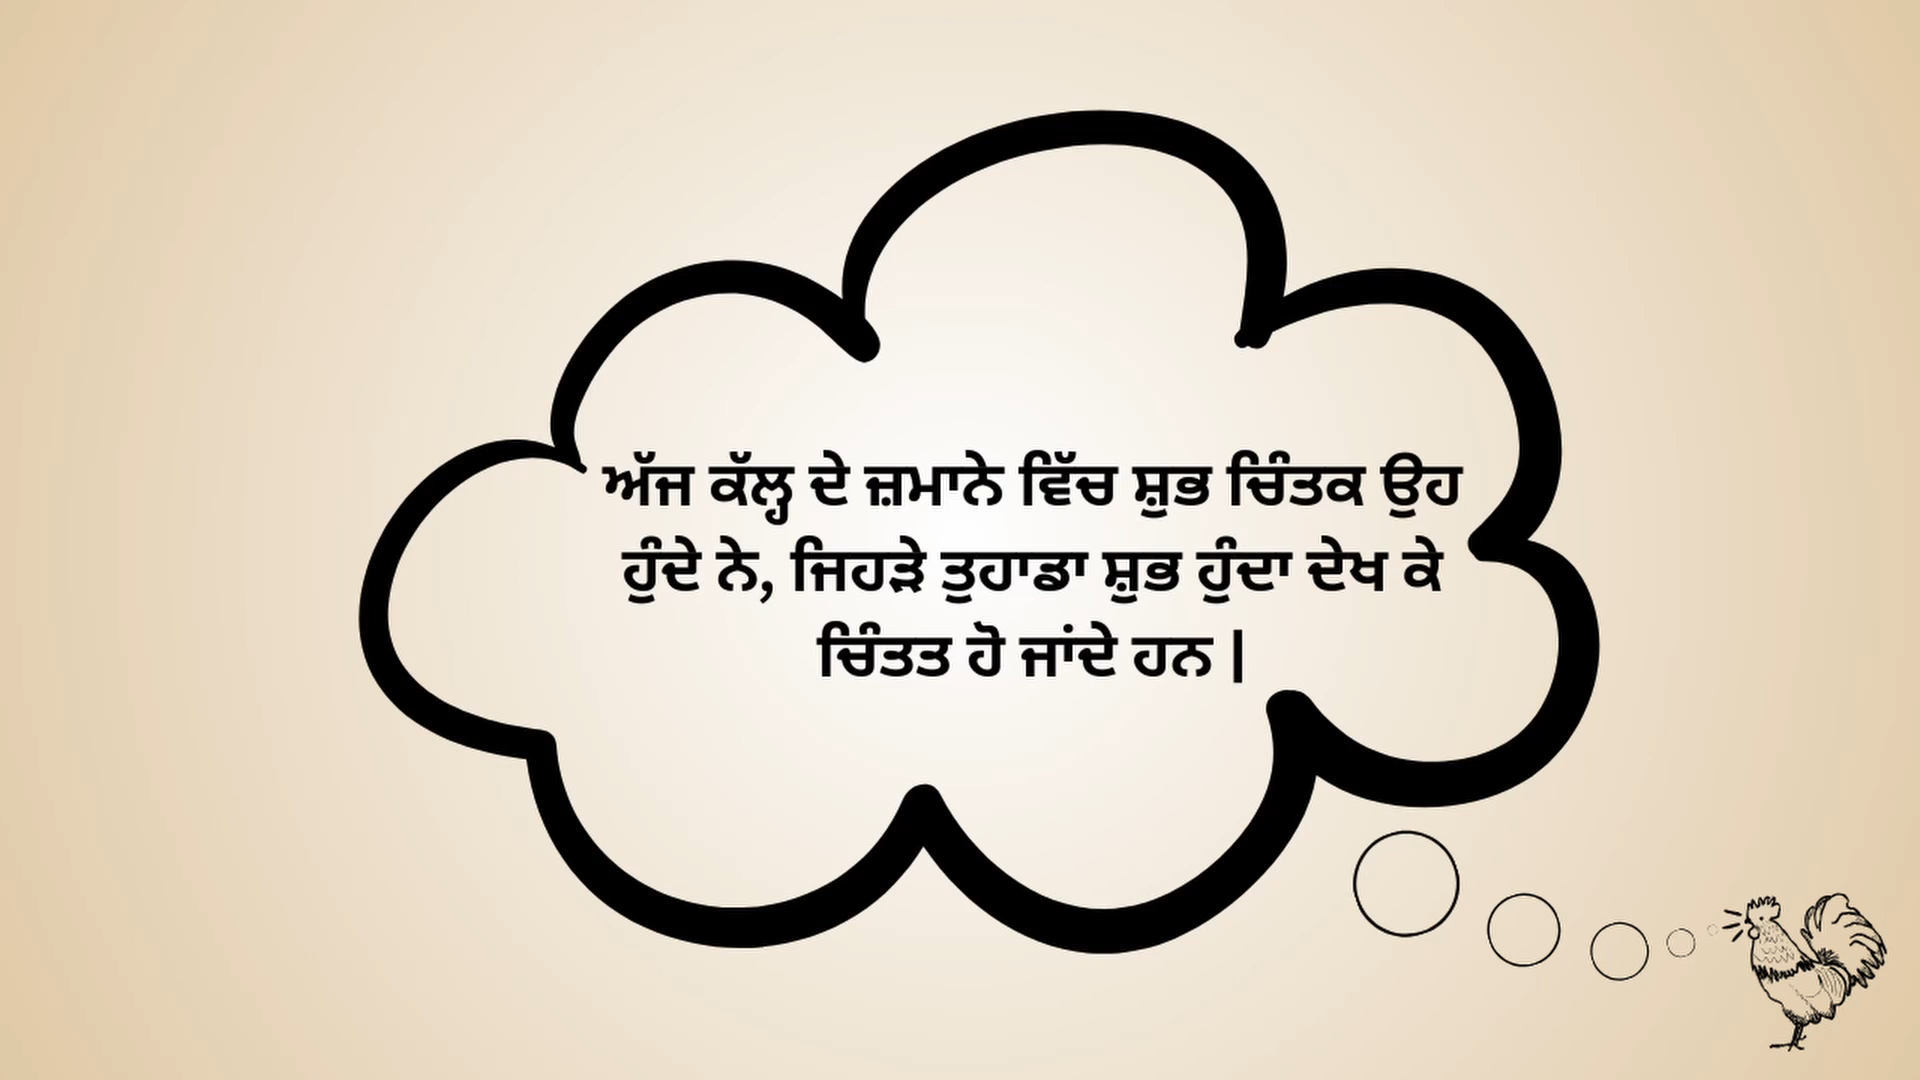 ਅੱਜ ਕੱਲ੍ਹ ਦੇ ਜ਼ਮਾਨੇ ਵਿੱਚ ਸ਼ੁਭ ਚਿੰਤਕ ਉਹ
ਹੁੰਦੇ ਨੇ, ਜਿਹੜੇ ਤੁਹਾਡਾ ਸ਼ੁਭ ਹੁੰਦਾ ਦੇਖ ਕੇ
ਚਿੰਤਤ ਹੋ ਜਾਂਦੇ ਹਨ |